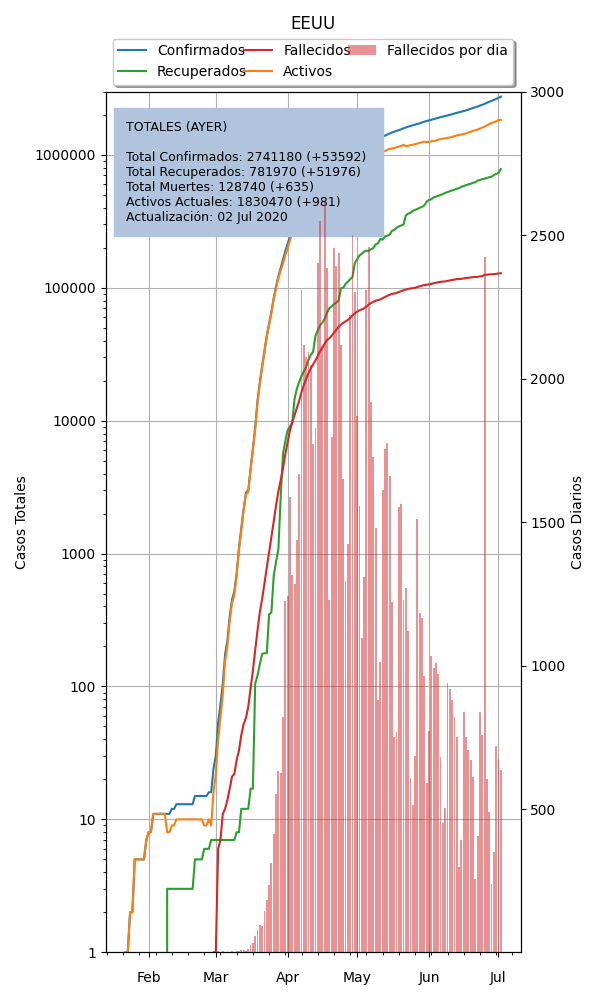 EEUU
Confirmados Fallecidos Fallecidos por dia
Recuperados Activos
TOTALES (AYER)
Total Confirmados: 2741180 (+53592)
Total Recuperados: 781970 (+51976)
Total Muertes: 128740 (+635)
Activos Actuales: 1830470 (+981)
Actualización: 02 Jul 2020
Casos Totales
1000000
100000
10000
1000
100
10
1
3000
2500
2000
1500
1000
500
Casos Diarios
Feb Mar Apr May Jun Jul